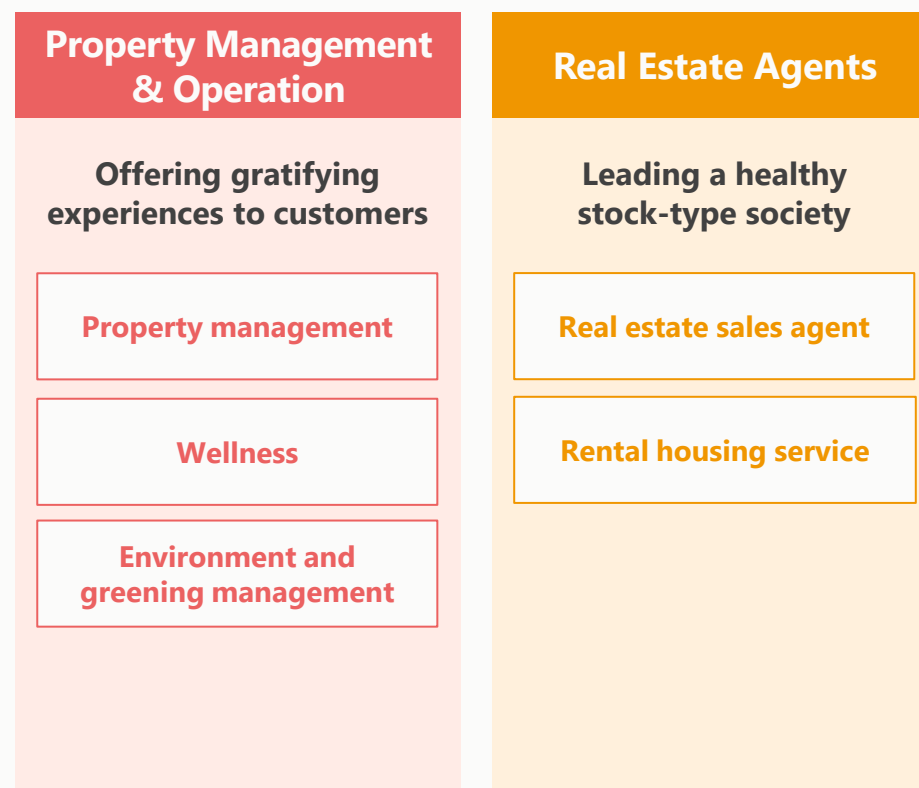 Property Management
& Operation
Offering gratifying
experiences to customers
Property management
Wellness
Environment and
greening management
Real Estate Agents
Leading a healthy
stock-type society
Real estate sales agent
Rental housing service